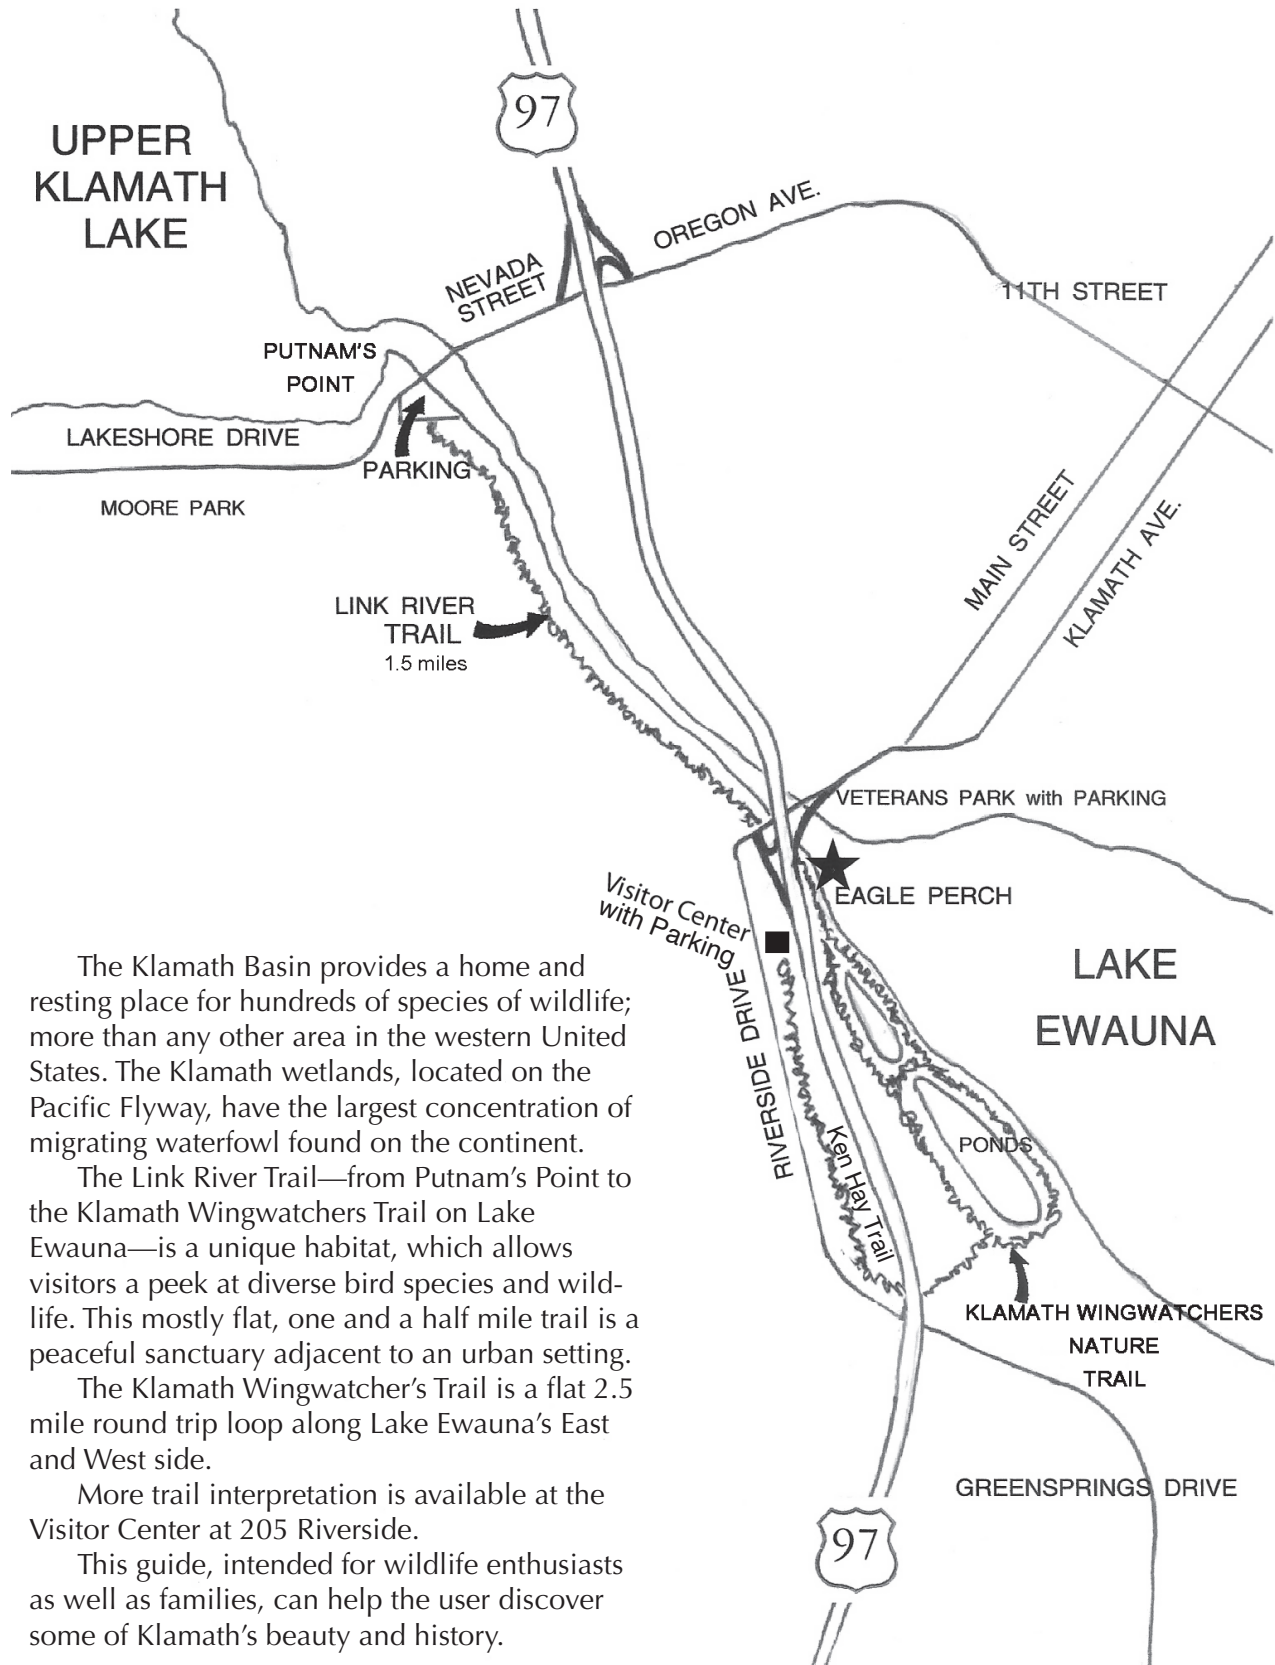 97
UPPER
KLAMATH
LAKE
OREGON AVE.
NEVADA
STREET
11TH STREET
PUTNAM'S
POINT
LAKESHORE DRIVE
PARKING
MOORE PARK
MAIN STREET
KLAMATH AVE.
LINK RIVER
TRAIL
1.5 miles
VETERANS PARK with PARKING
EAGLE PERCH
Visitor Center
with Parking
LAKE
EWAUNA
RIVERSIDE DRIVE
PONDS
Ken Hay Trail
KLAMATH WINGWATCHERS
NATURE
TRAIL
GREENSPRINGS DRIVE
97
The Klamath Basin provides a home and
resting place for hundreds of species of wildlife;
more than any other area in the western United
States. The Klamath wetlands, located on the
Pacific Flyway, have the largest concentration of
migrating waterfowl found on the continent.
The Link River Trail—from Putnam's Point to
the Klamath Wingwatchers Trail on Lake
Ewauna—is a unique habitat, which allows
visitors a peek at diverse bird species and wild-
life. This mostly flat, one and a half mile trail is a
peaceful sanctuary adjacent to an urban setting.
The Klamath Wingwatcher's Trail is a flat 2.5
mile round trip loop along Lake Ewauna's East
and West side.
More trail interpretation is available at the
Visitor Center at 205 Riverside.
This guide, intended for wildlife enthusiasts
as well as families, can help the user discover
some of Klamath's beauty and history.